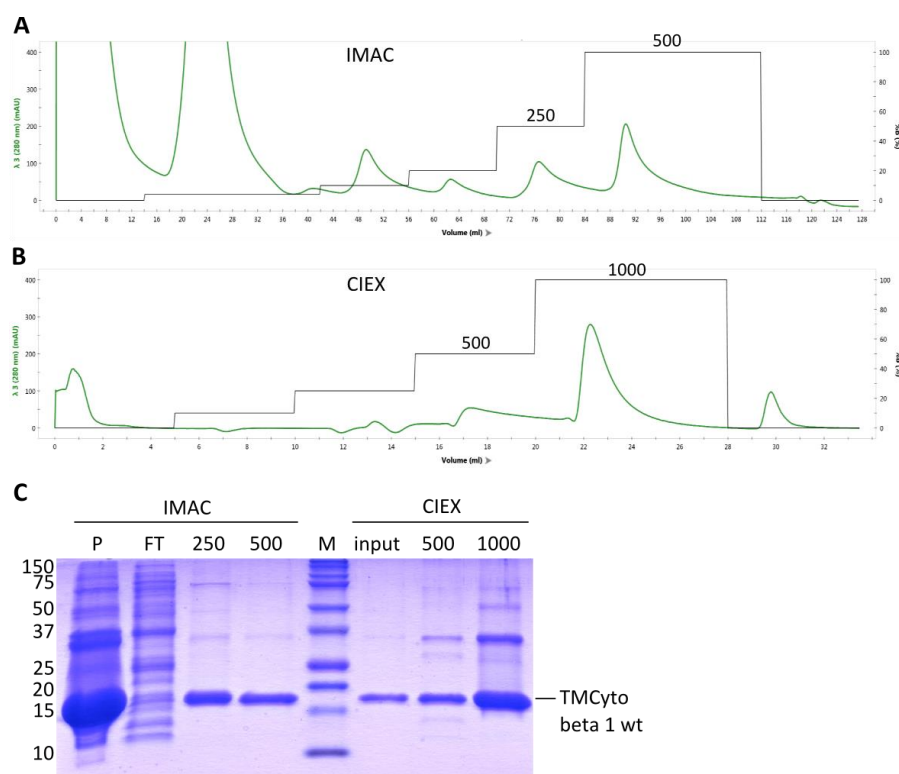 A
IMAC
500
250
λ 3 (280 nm) (mAU)
400
300
200
100
0
100
80
60
40
20
0
%B (%)
0 4 8 12 16 20 24 28 32 36 40 44 48 52 56 60 64 68 72 76 80 84 88 92 96 100 104 108 112 116 120 124 128
Volume (ml)
B
CIEX
1000
500
λ 3 (280 nm) (mAU)
400
300
200
100
0
100
80
60
40
20
0
%B (%)
0 2 4 6 8 10 12 14 16 18 20 22 24 26 28 30 32
Volume (ml)
C
IMAC CIEX
P FT 250 500 M input 500 1000
150
75
50
37
25
20
15
10
TMCyto
beta 1 wt